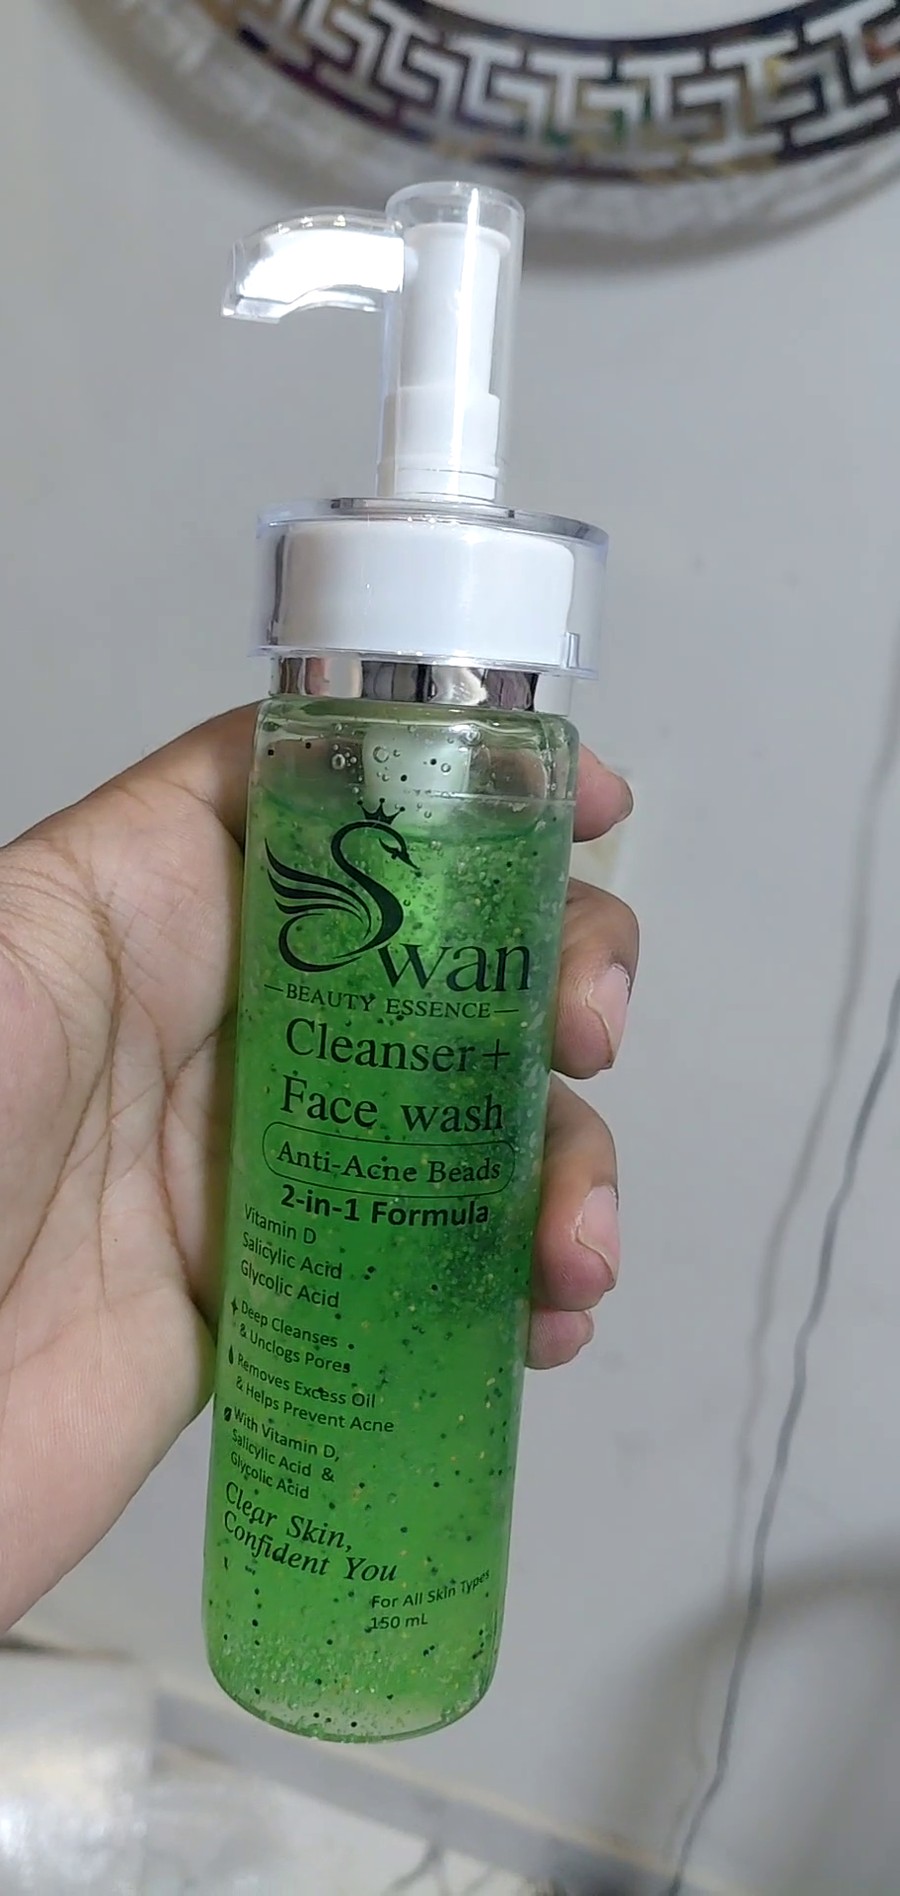 Swan
BEAUTY ESSENCE
Cleanser +
Face wash
Anti-Acne Beads
2-in-1 Formula
Vitamin D
Salicylic Acid
Glycolic Acid
Deep Cleanses
& Unclogs Pores
Removes Excess Oil
& Helps Prevent Acne
With Vitamin D,
Salicylic Acid &
Glycolic Acid
Clear Skin,
Confident You
For All Skin Types
150 mL